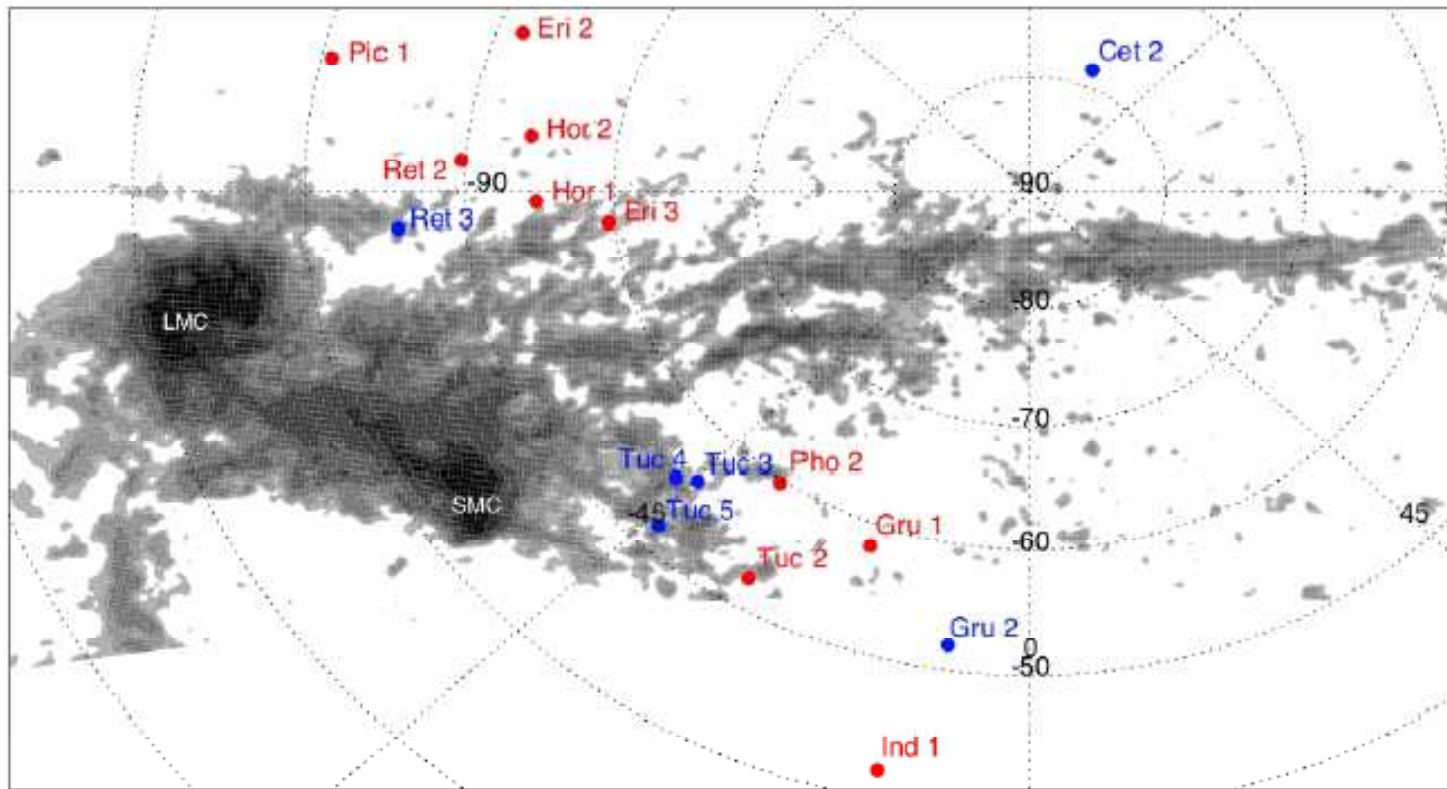 Eri 2
Pic 1
Cet 2
Hor 2
Ret 2
-90
-90
Hor 1
Eri 3
Ret 3
-80
LMC
-70
Tuc 4
Tuc 3
Pho 2
SMC
-45
Tuc 5
45
Gru 1
-60
Tuc 2
Gru 2
0
-50
Ind 1